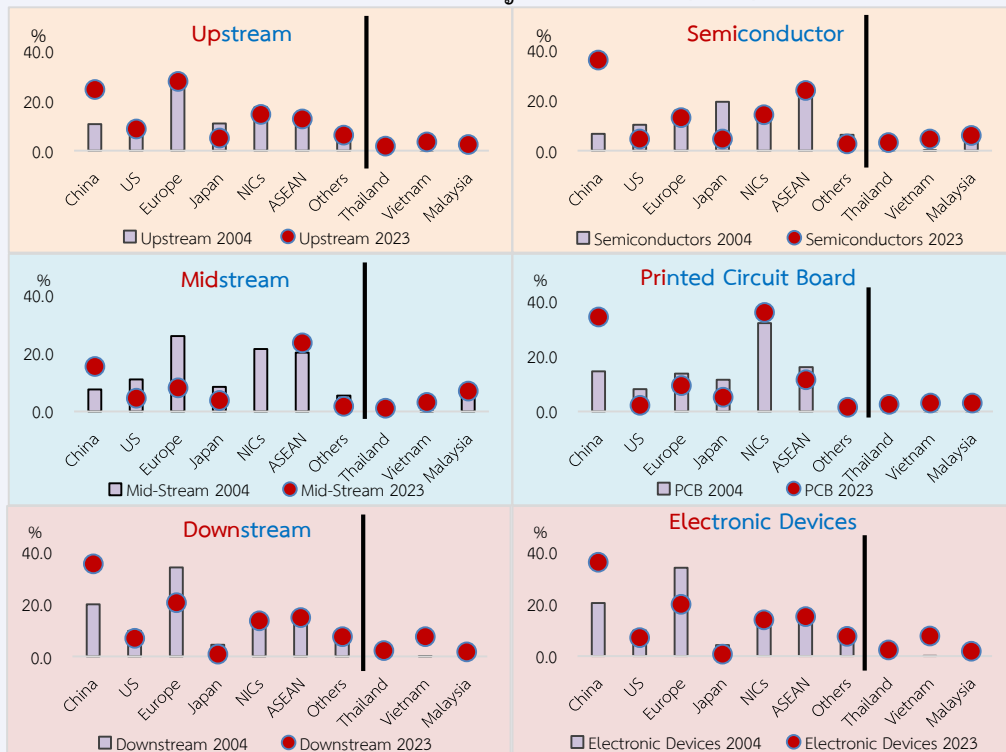 Upstream
%
40.0
20.0
0.0
China US Europe Japan NICs ASEAN Others Thailand Vietnam Malaysia
Upstream 2004 Upstream 2023
Semiconductor
%
40.0
20.0
0.0
China US Europe Japan NICs ASEAN Others Thailand Vietnam Malaysia
Semiconductors 2004 Semiconductors 2023
Midstream
%
40.0
20.0
0.0
China US Europe Japan NICs ASEAN Others Thailand Vietnam Malaysia
Mid-Stream 2004 Mid-Stream 2023
Printed Circuit Board
%
40.0
20.0
0.0
China US Europe Japan NICs ASEAN Others Thailand Vietnam Malaysia
PCB 2004 PCB 2023
Downstream
%
40.0
20.0
0.0
China US Europe Japan NICs ASEAN Others Thailand Vietnam Malaysia
Downstream 2004 Downstream 2023
Electronic Devices
%
40.0
20.0
0.0
China US Europe Japan NICs ASEAN Others Thailand Vietnam Malaysia
Electronic Devices 2004 Electronic Devices 2023